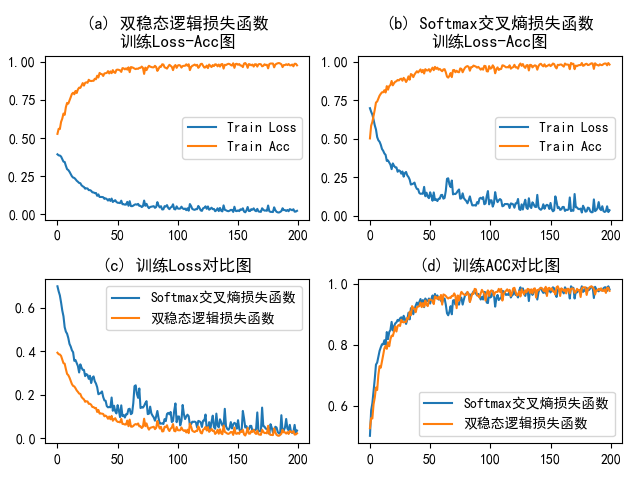 (a) 双稳态逻辑损失函数
训练Loss-Acc图
1.00
0.75
0.50
0.25
0.00
Train Loss
Train Acc
0
50
100
150
200
(b) Softmax交叉熵损失函数
训练Loss-Acc图
1.00
0.75
0.50
0.25
0.00
Train Loss
Train Acc
0
50
100
150
200
(c) 训练Loss对比图
0.6
0.4
0.2
0.0
Softmax交叉熵损失函数
双稳态逻辑损失函数
0
50
100
150
200
(d) 训练ACC对比图
1.0
0.8
0.6
Softmax交叉熵损失函数
双稳态逻辑损失函数
0
50
100
150
200